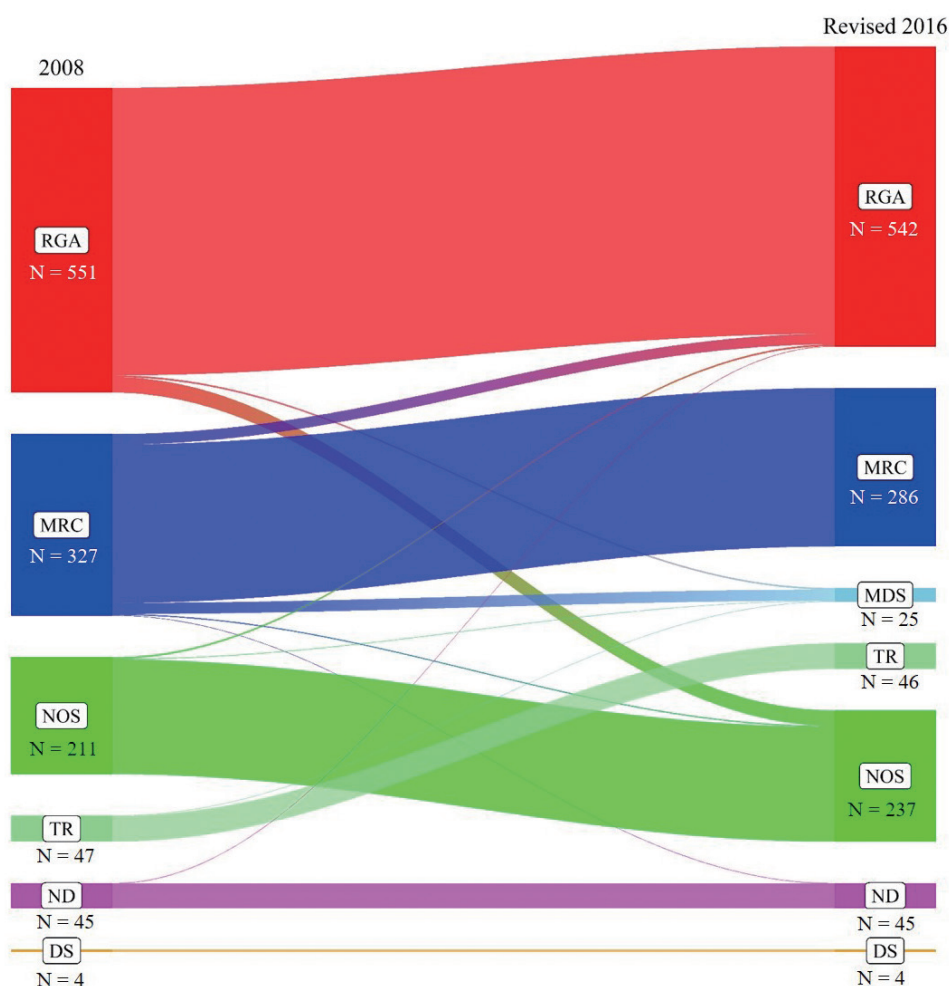 2008
RGA
N = 551
MRC
N = 327
NOS
N = 211
TR
N = 47
ND
N = 45
DS
N = 4
Revised 2016
RGA
N = 542
MRC
N = 286
MDS
N = 25
TR
N = 46
NOS
N = 237
ND
N = 45
DS
N = 4